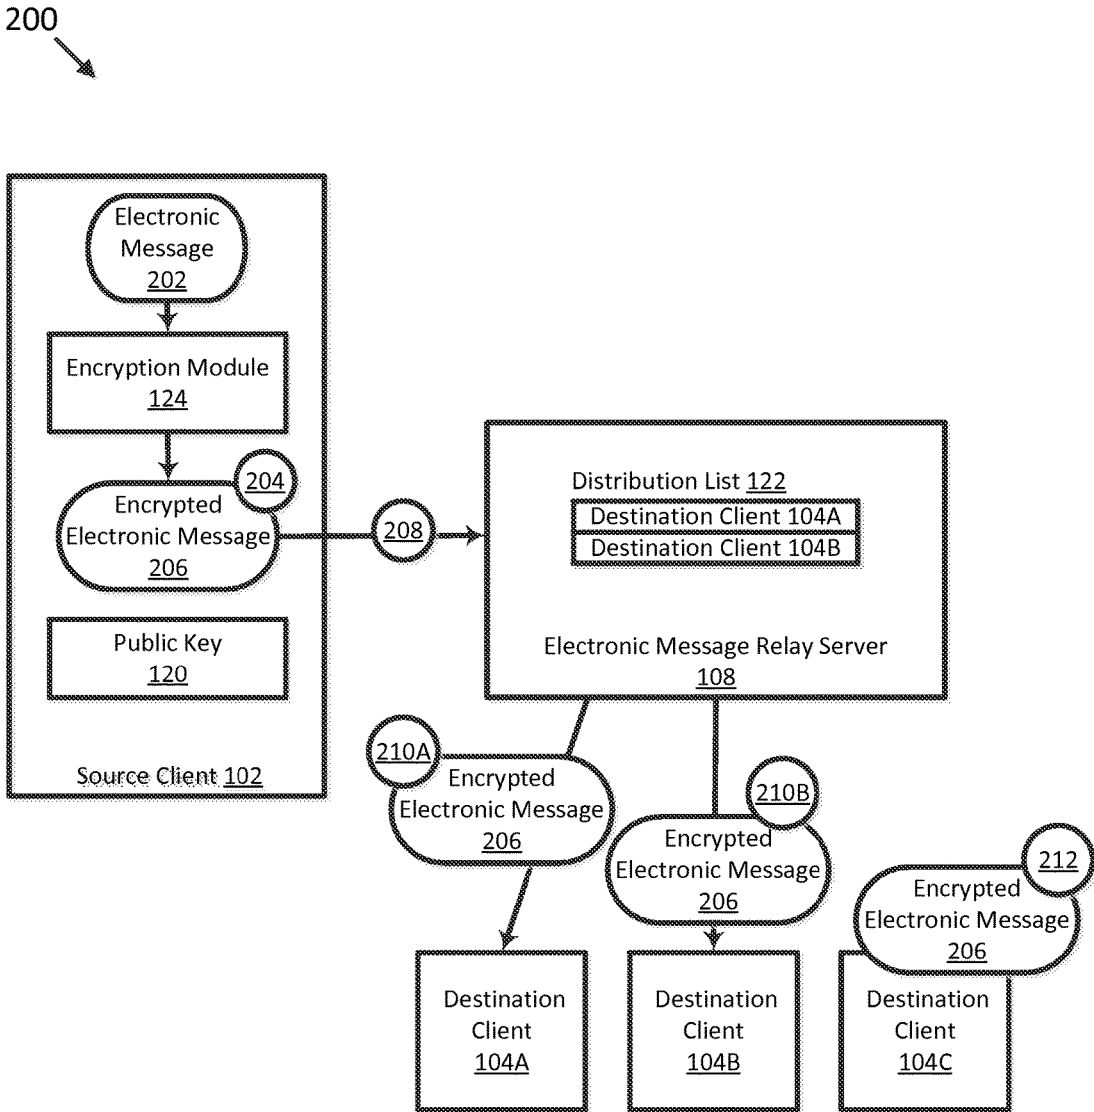 200
Electronic
Message
202
Encryption Module
124
204
Encrypted
Electronic Message
206
Public Key
120
Source Client 102
208
Distribution List 122
Destination Client 104A
Destination Client 104B
Electronic Message Relay Server
108
210A
Encrypted
Electronic Message
206
210B
Encrypted
Electronic Message
206
212
Encrypted
Electronic Message
206
Destination
Client
104A
Destination
Client
104B
Destination
Client
104C